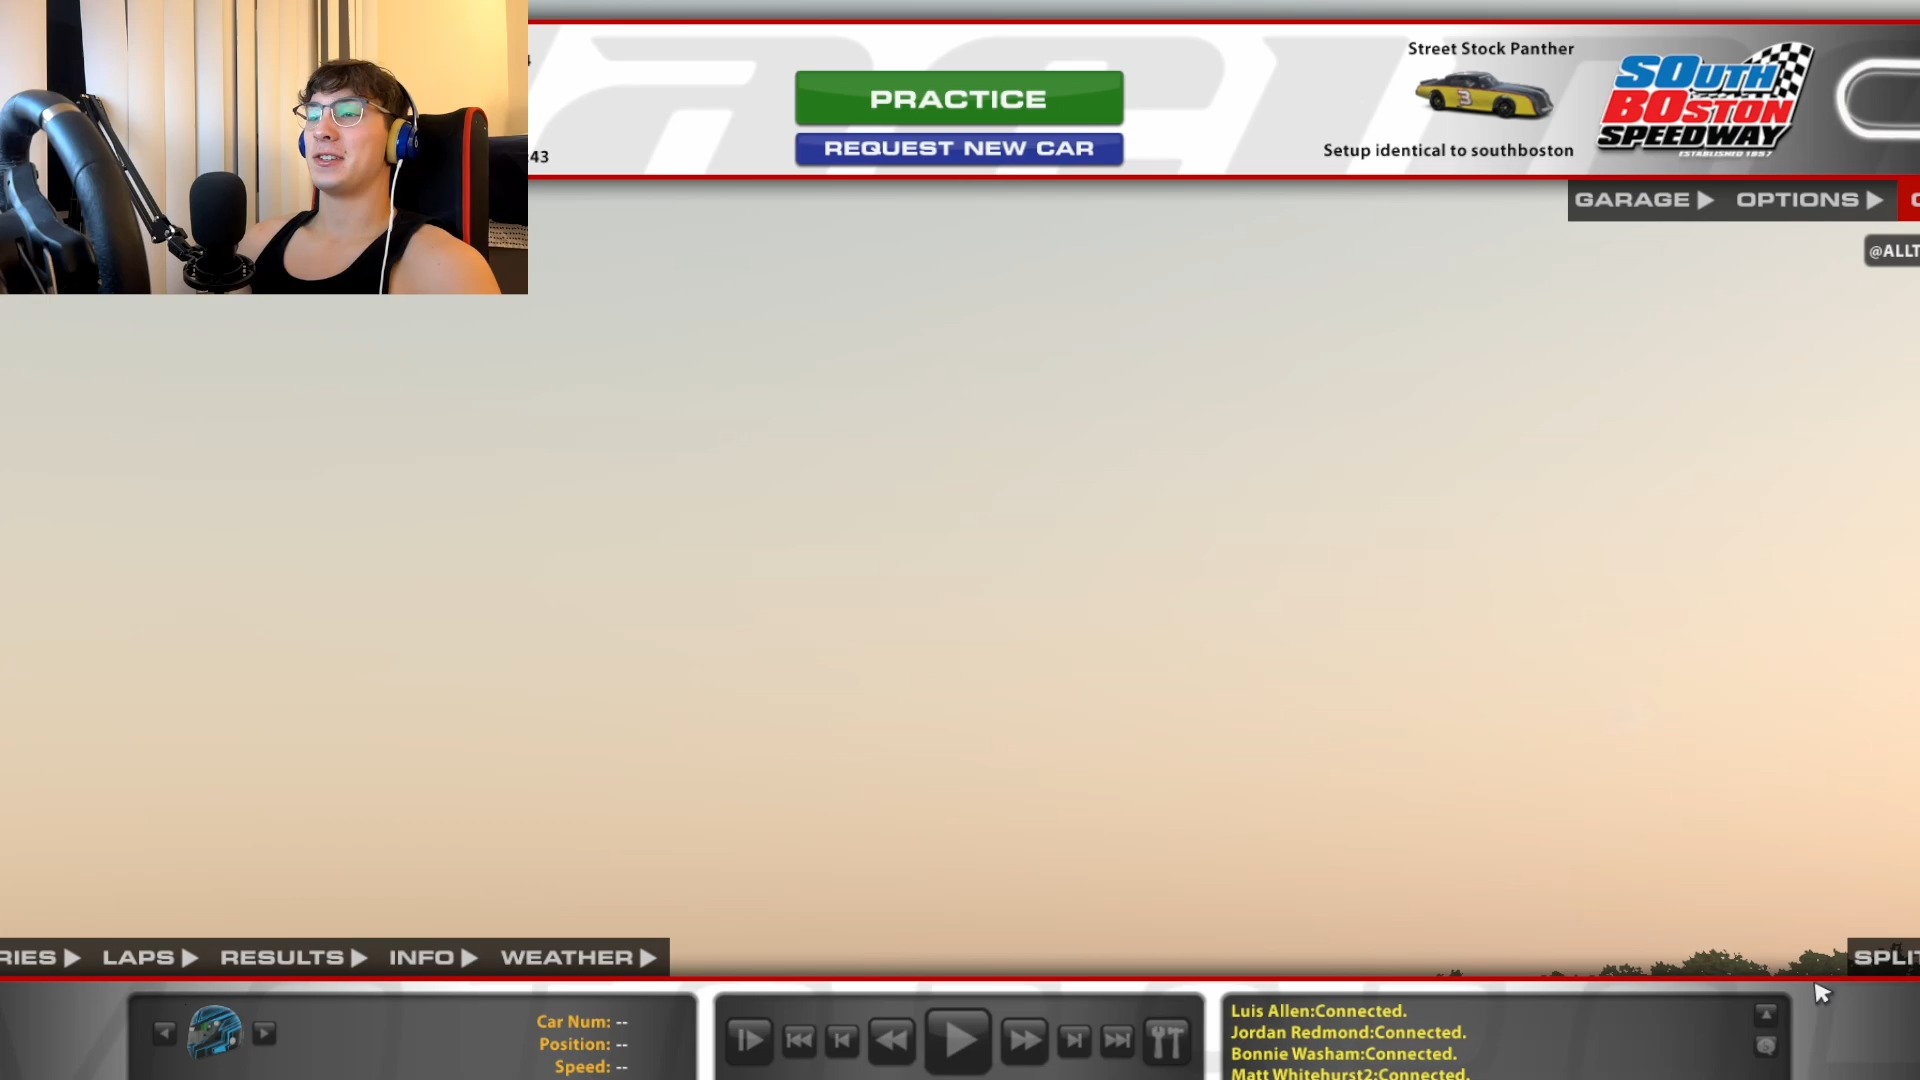 Street Stock Panther
PRACTICE
SOUTH
BOSTON
SPEEDWAY
ESTABLISHED 1957
REQUEST NEW CAR
:43
Setup identical to southboston
GARAGE
OPTIONS
@ALLT
RIES
LAPS
RESULTS
INFO
WEATHER
SPLIT
Car Num: --
Position: --
Speed: --
Luis Allen:Connected.
Jordan Redmond:Connected.
Bonnie Washam:Connected.
Matt Whitehurst2:Connected.